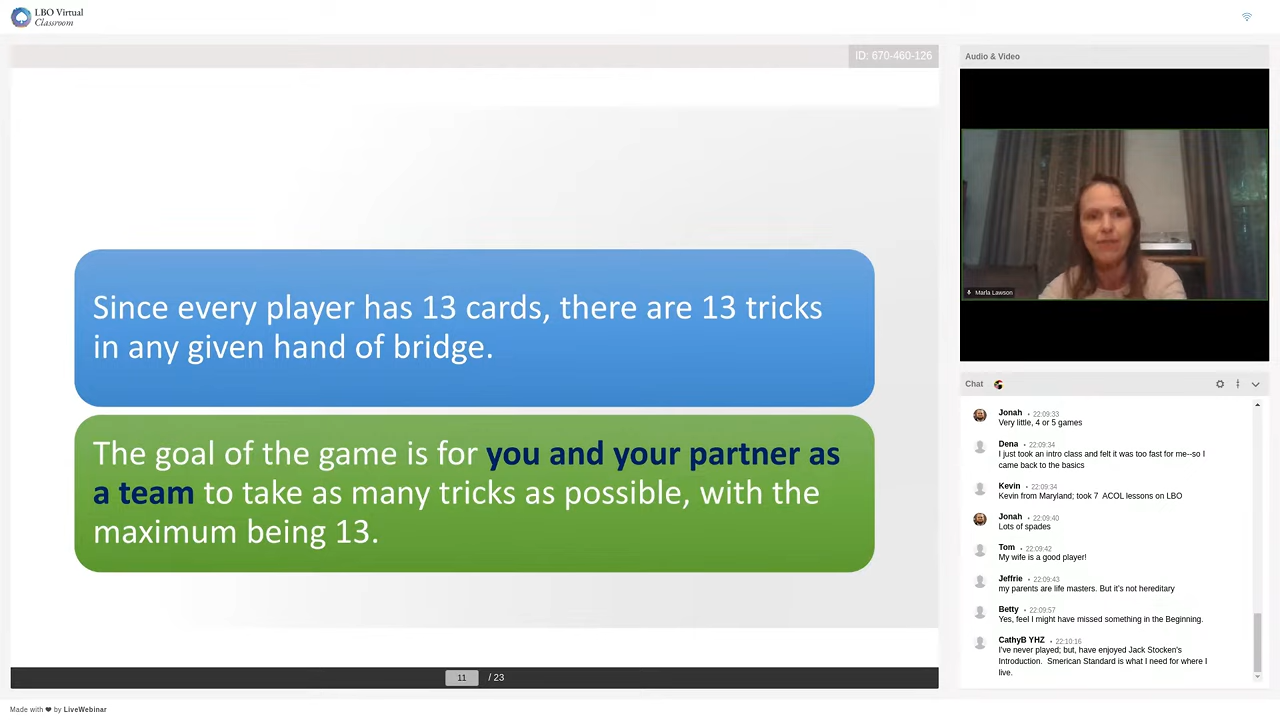 LBO Virtual
Classroom
ID: 670-460-126
Since every player has 13 cards, there are 13 tricks
in any given hand of bridge.
The goal of the game is for you and your partner as
a team to take as many tricks as possible, with the
maximum being 13.
11 / 23
Audio & Video
Marla Lawson
Chat
Jonah • 22:09:33
Very little, 4 or 5 games
Dena • 22:09:34
I just took an intro class and felt it was too fast for me--so I
came back to the basics
Kevin • 22:09:34
Kevin from Maryland; took 7 ACOL lessons on LBO
Jonah • 22:09:40
Lots of spades
Tom • 22:09:42
My wife is a good player!
Jeffrie • 22:09:43
my parents are life masters. But it's not hereditary
Betty • 22:09:57
Yes, feel I might have missed something in the Beginning.
CathyB YHZ • 22:10:16
I've never played; but, have enjoyed Jack Stocken's
Introduction. Smerican Standard is what I need for where I
live.
Made with ❤ by LiveWebinar